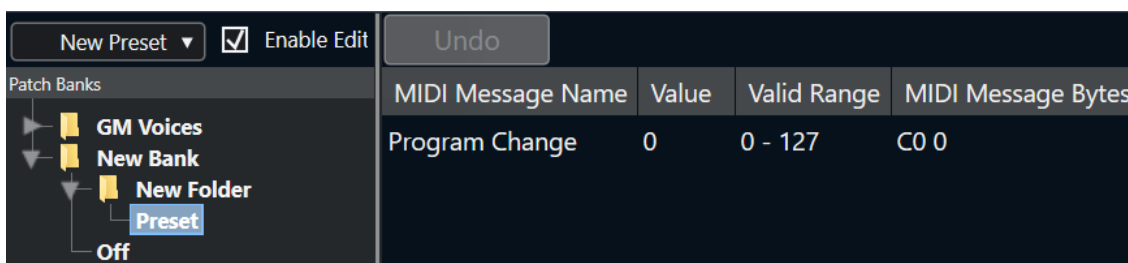 New Preset Enable Edit Undo
Patch Banks
MIDI Message Name Value Valid Range MIDI Message Bytes
GM Voices
Program Change 0 0 - 127 C0 0
New Bank
New Folder
Preset
Off